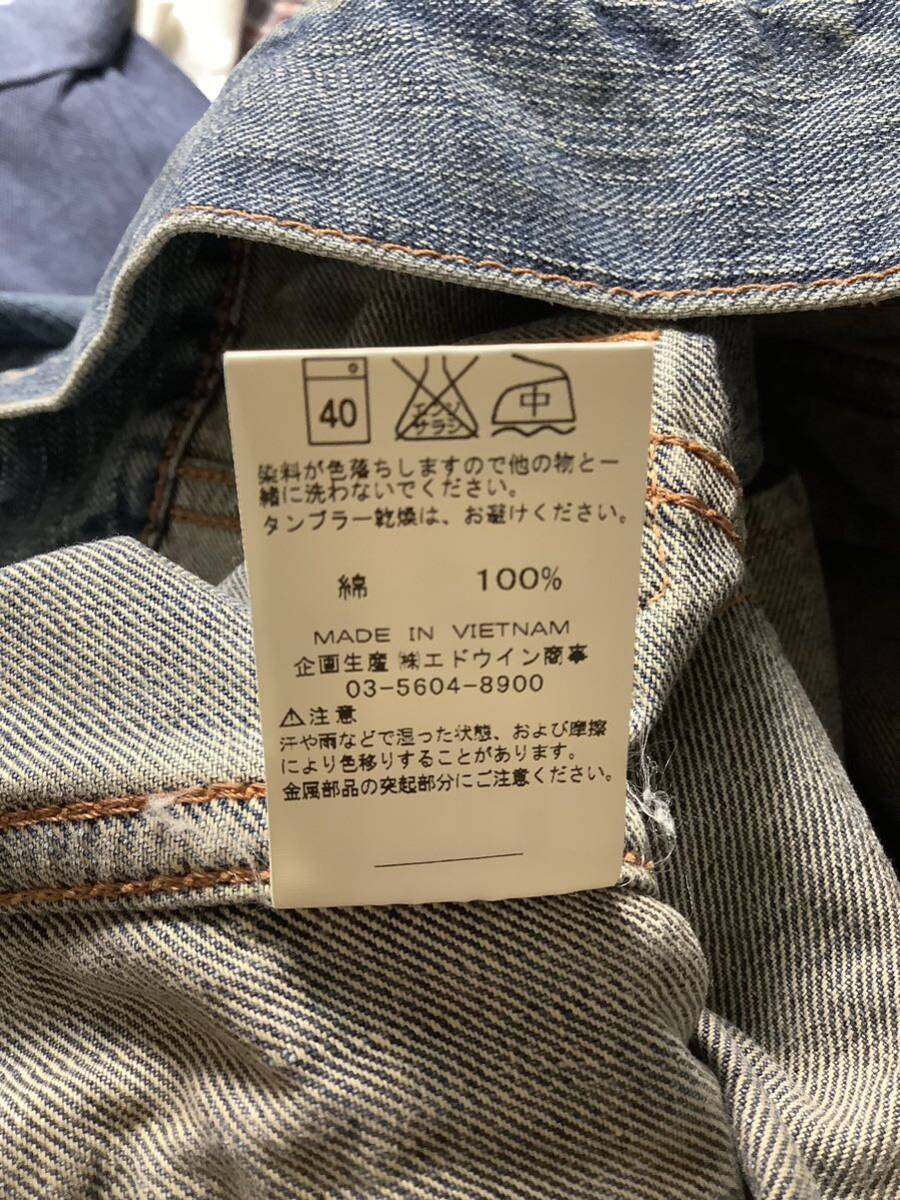 40 エンソ サラシ 中
染料が色落ちしますので他の物と一
緒に洗わないでください。
タンブラー乾燥は、お避けください。
綿 100%
MADE IN VIETNAM
企画生産 ㈱エドウイン商事
03-5604-8900
⚠注意
汗や雨などで湿った状態、および摩擦
により色移りすることがあります。
金属部品の突起部分にご注意ください。